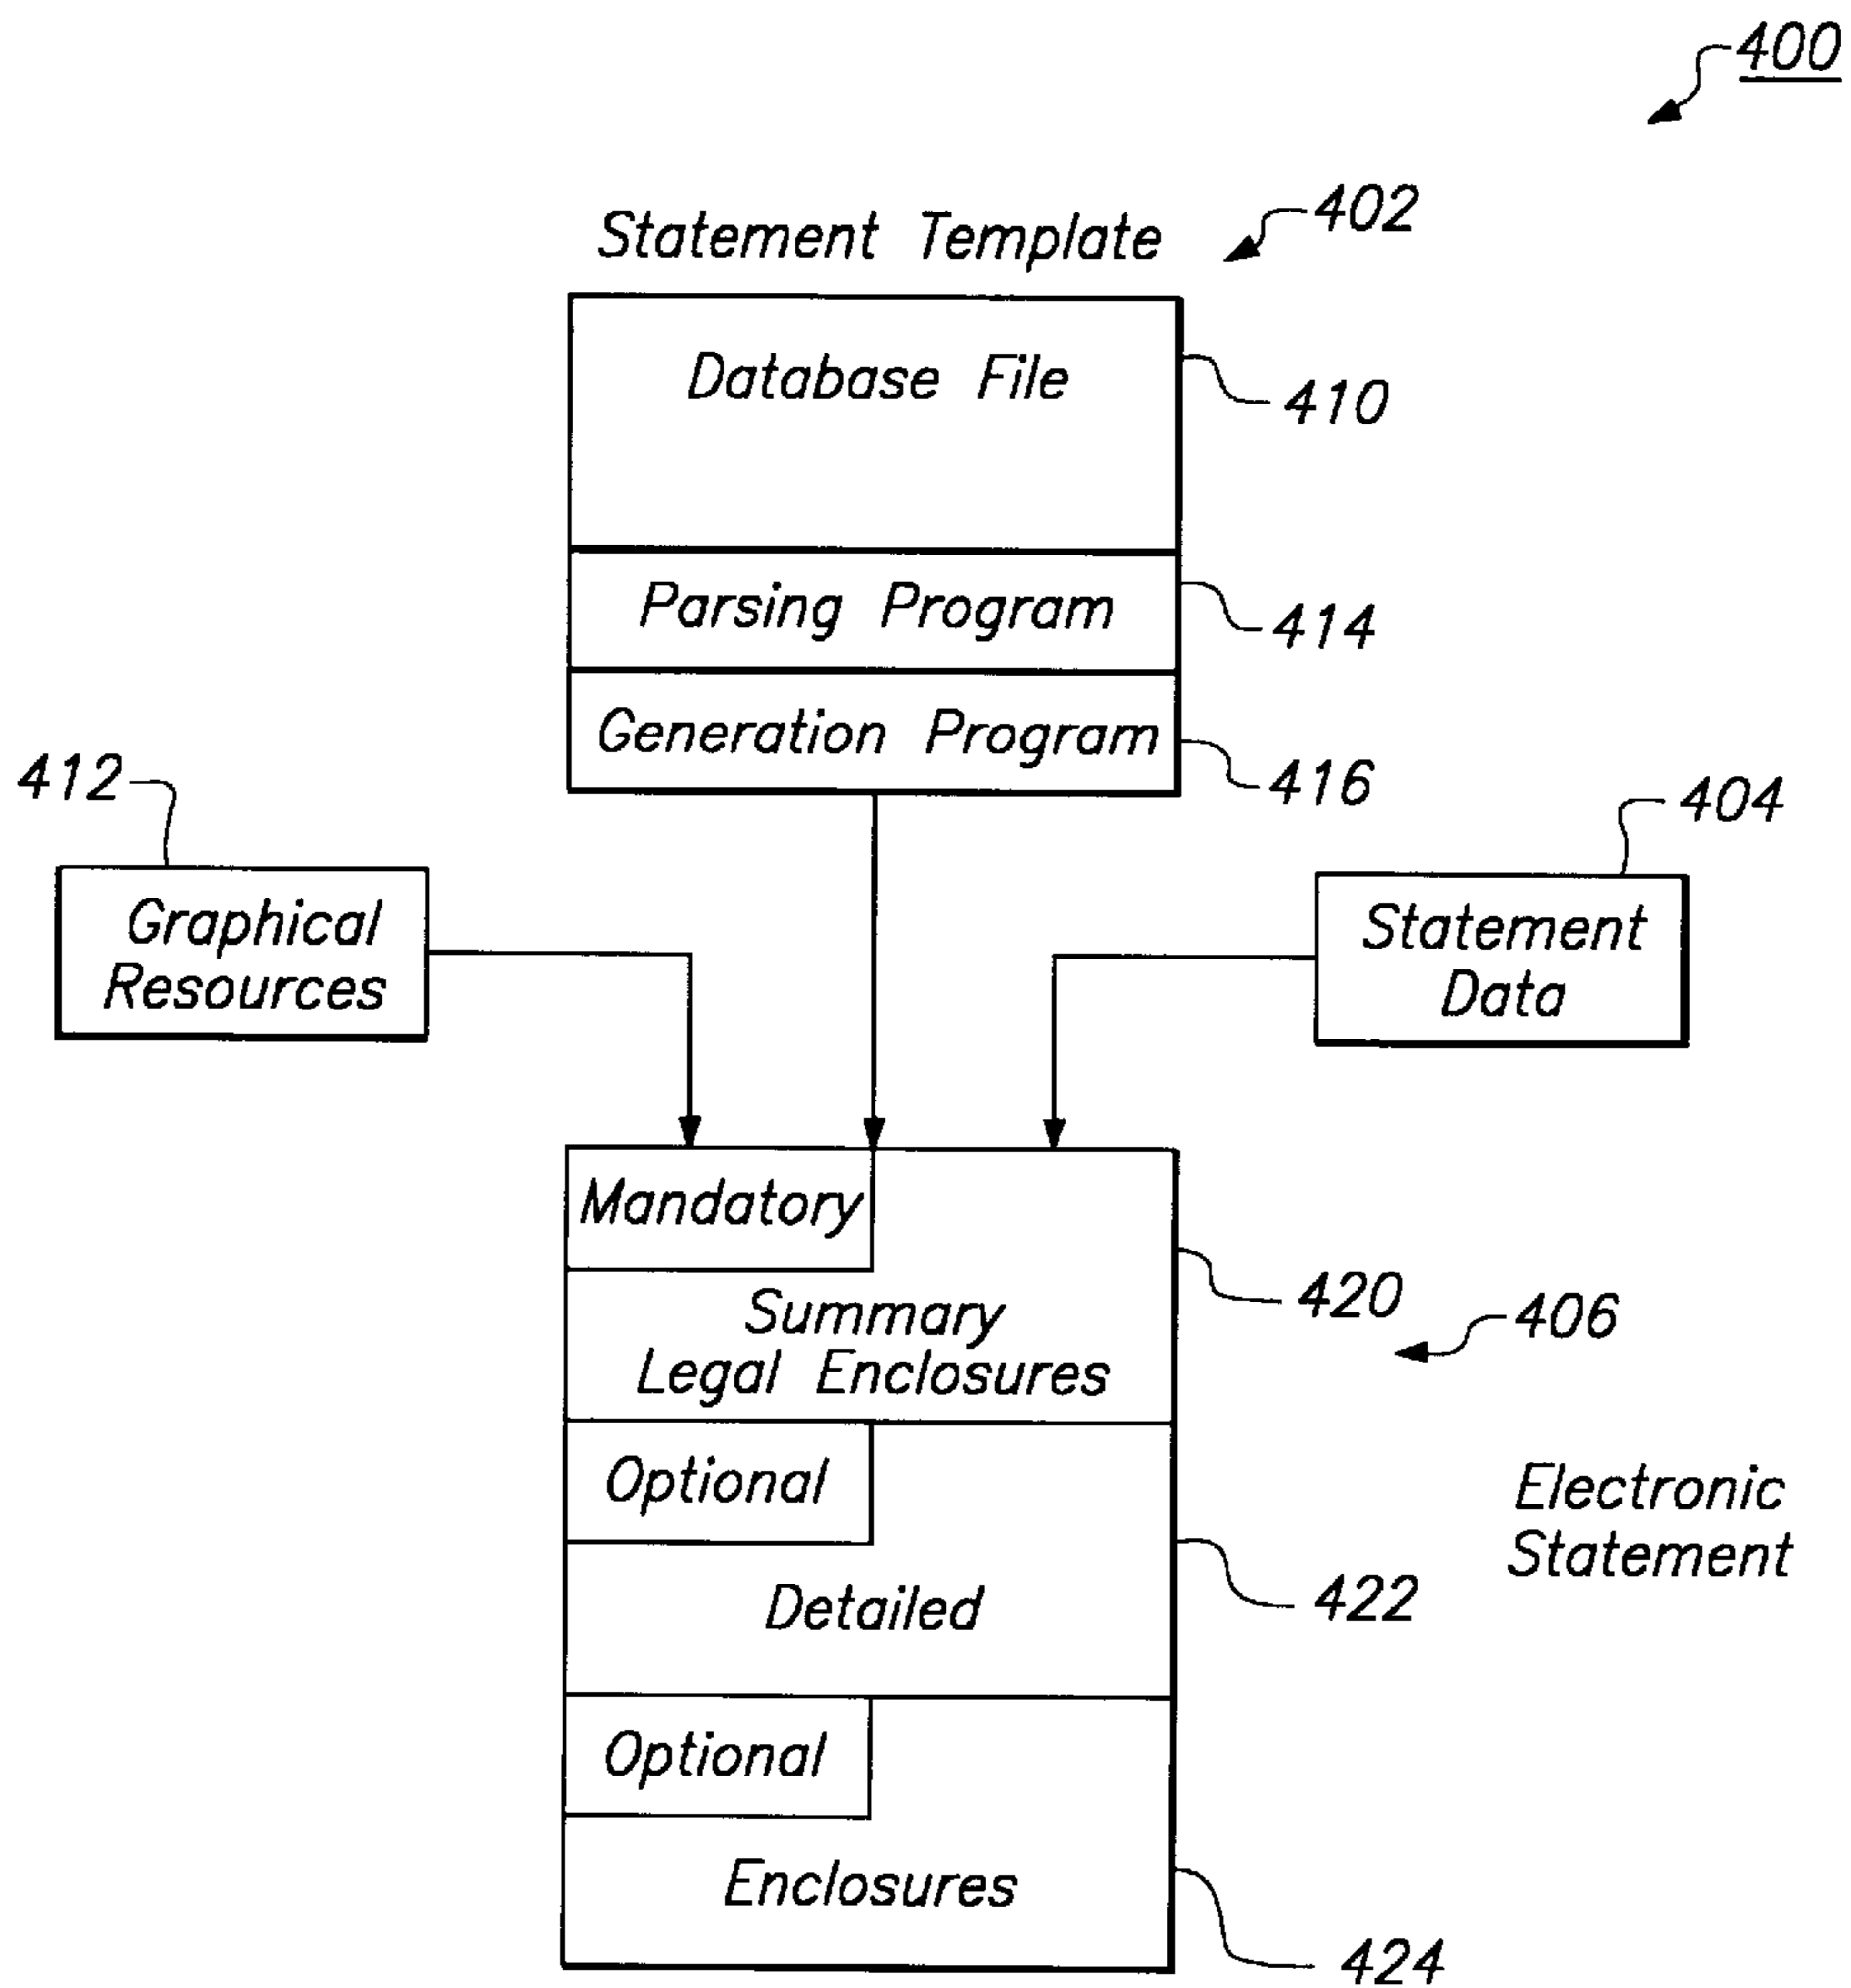 400
402
Statement Template
Database File
410
Parsing Program
414
Generation Program
416
412
404
Graphical
Resources
Statement
Data
Mandatory
420
406
Summary
Legal Enclosures
Optional
Electronic
Statement
422
Detailed
Optional
Enclosures
424